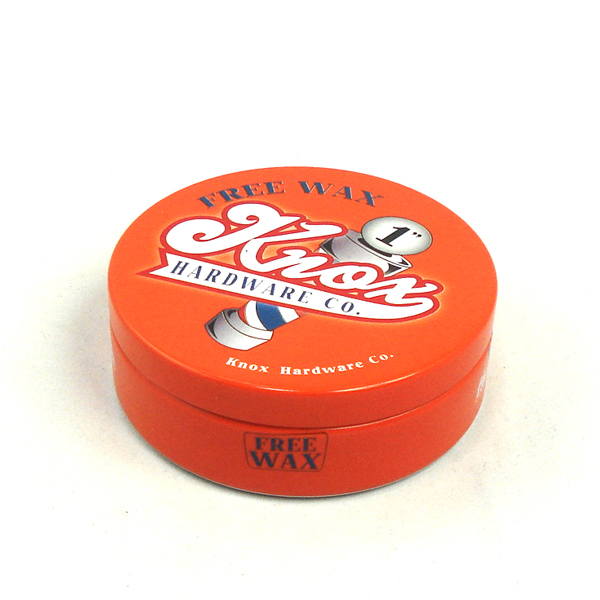 FREE WAX
1"
Knox
HARDWARE CO.
Knox Hardware Co.
FREE
WAX